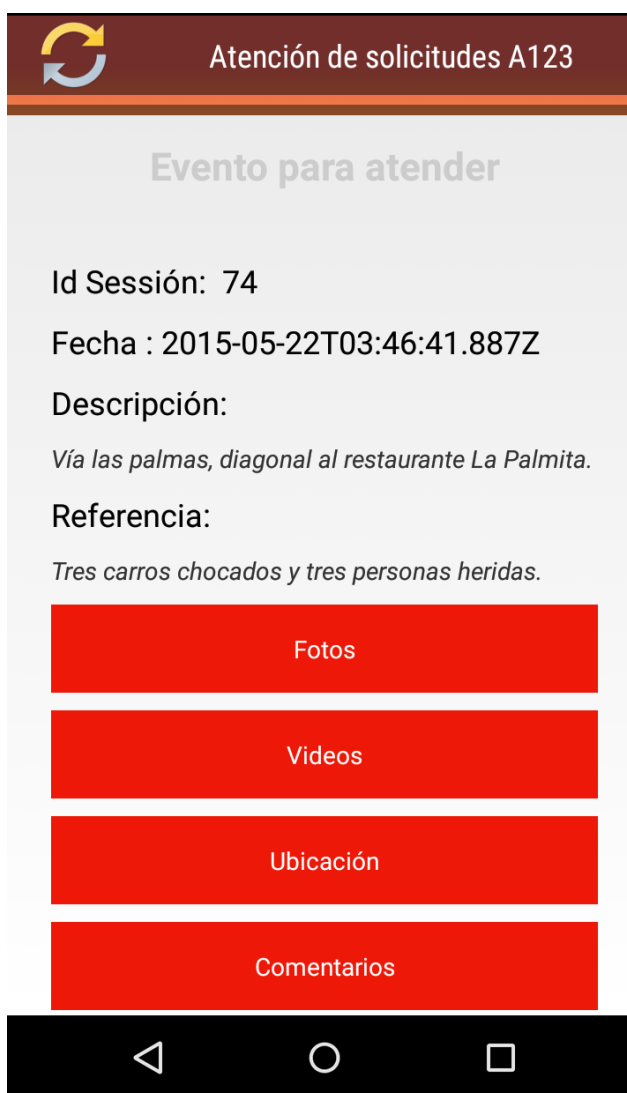 Atención de solicitudes A123
Evento para atender
Id Sessión: 74
Fecha : 2015-05-22T03:46:41.887Z
Descripción:
Vía las palmas, diagonal al restaurante La Palmita.
Referencia:
Tres carros chocados y tres personas heridas.
Fotos
Videos
Ubicación
Comentarios